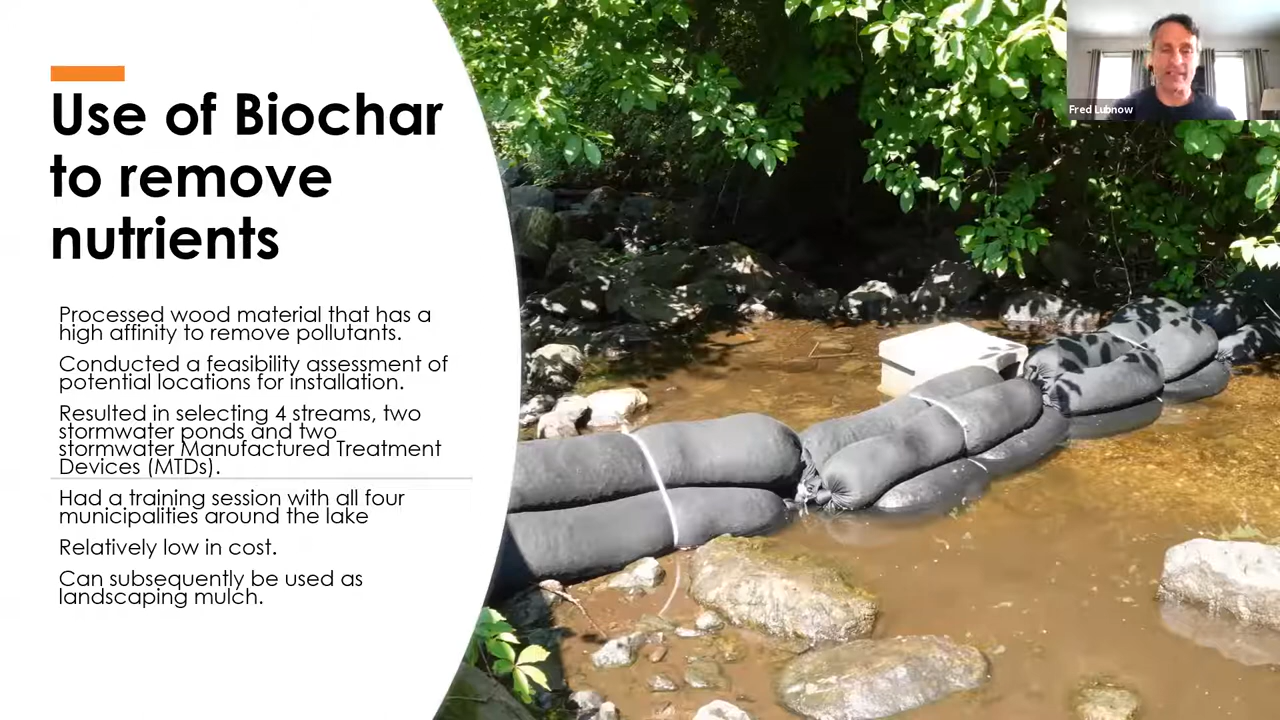 Use of Biochar
to remove
nutrients
Processed wood material that has a
high affinity to remove pollutants.
Conducted a feasibility assessment of
potential locations for installation.
Resulted in selecting 4 streams, two
stormwater ponds and two
stormwater Manufactured Treatment
Devices (MTDs).
Had a training session with all four
municipalities around the lake
Relatively low in cost.
Can subsequently be used as
landscaping mulch.
Fred Lubnow